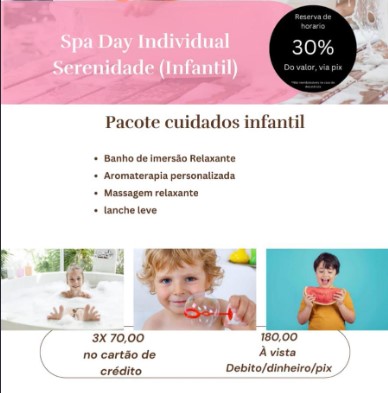 Reserva de
horario
30%
Do valor, via pix
Spa Day Individual
Serenidade (Infantil)
Pacote cuidados infantil
• Banho de imersão Relaxante
• Aromaterapia personalizada
• Massagem relaxante
• lanche leve
3X 70,00
no cartão de
crédito
180,00
À vista
Debito/dinheiro/pix